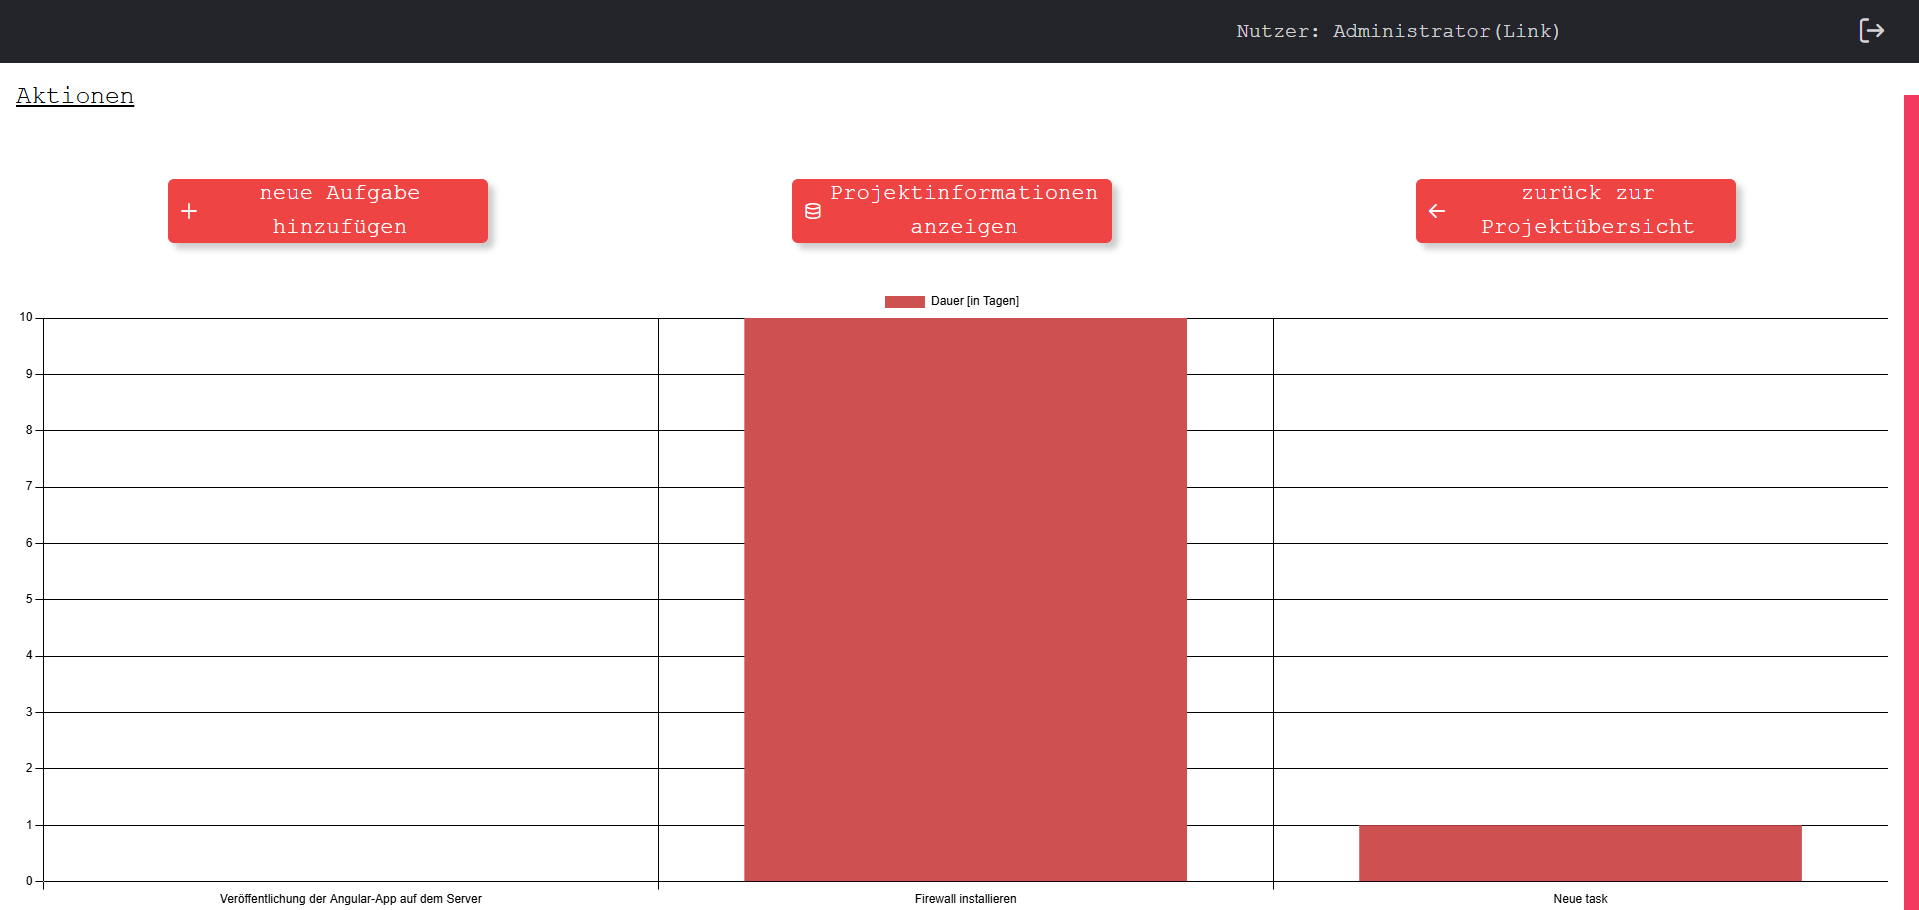 Nutzer: Administrator(Link)
Aktionen
neue Aufgabe
hinzufügen
Projektinformationen
anzeigen
zurück zur
Projektübersicht
Dauer [in Tagen]
10
9
8
7
6
5
4
3
2
1
0
Veröffentlichung der Angular-App auf dem Server
Firewall installieren
Neue task